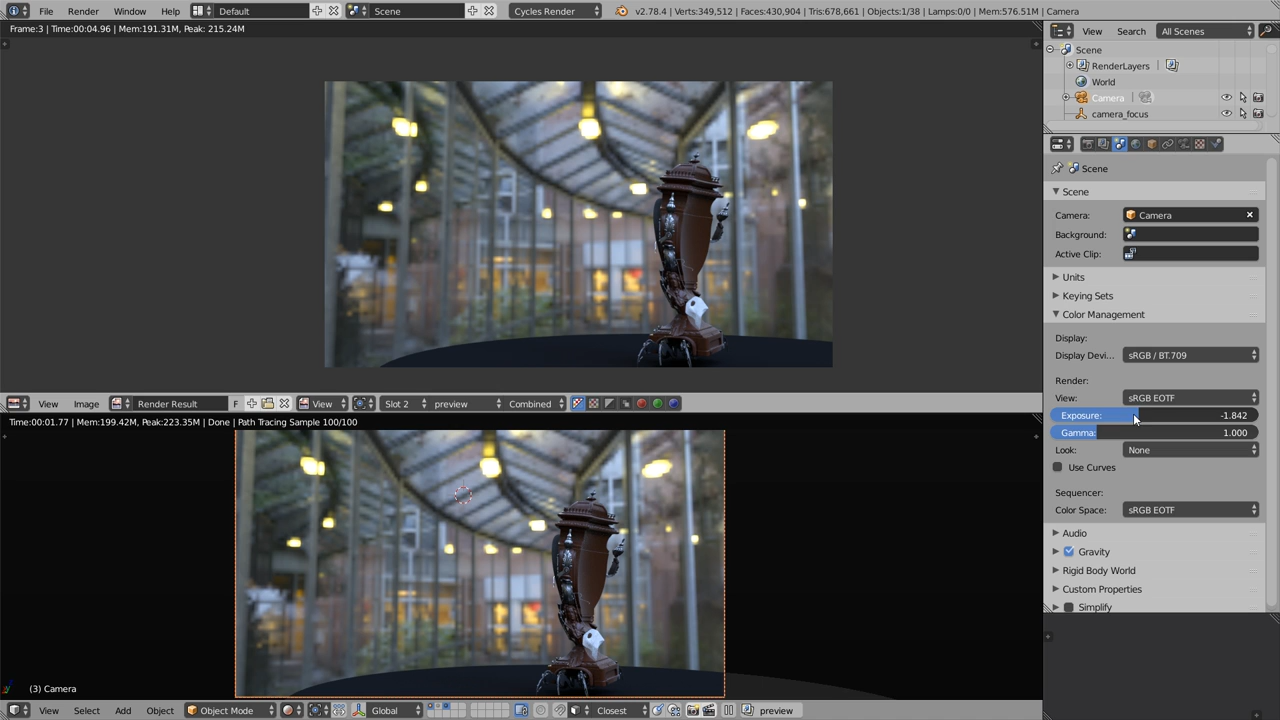 File Render Window Help Default Scene Cycles Render v2.78.4 | Verts:349,512 | Faces:430,904 | Tris:678,661 | Objects:1/38 | Lamps:0/0 | Mem:576.51M | Camera
Frame:3 | Time:00:04.96 | Mem:191.31M, Peak: 215.24M
View Search All Scenes
Scene
RenderLayers
World
Camera
camera_focus
Scene
Scene
Camera: Camera
Background:
Active Clip:
Units
Keying Sets
Color Management
Display:
Display Devi... sRGB / BT.709
Render:
View: sRGB EOTF
Exposure: -1.842
Gamma: 1.000
Look: None
Use Curves
Sequencer:
Color Space: sRGB EOTF
Audio
Gravity
Rigid Body World
Custom Properties
Simplify
View Image Render Result F View Slot 2 preview Combined
Time:00:01.77 | Mem:199.42M, Peak:223.35M | Done | Path Tracing Sample 100/100
(3) Camera
View Select Add Object Object Mode Global Closest preview